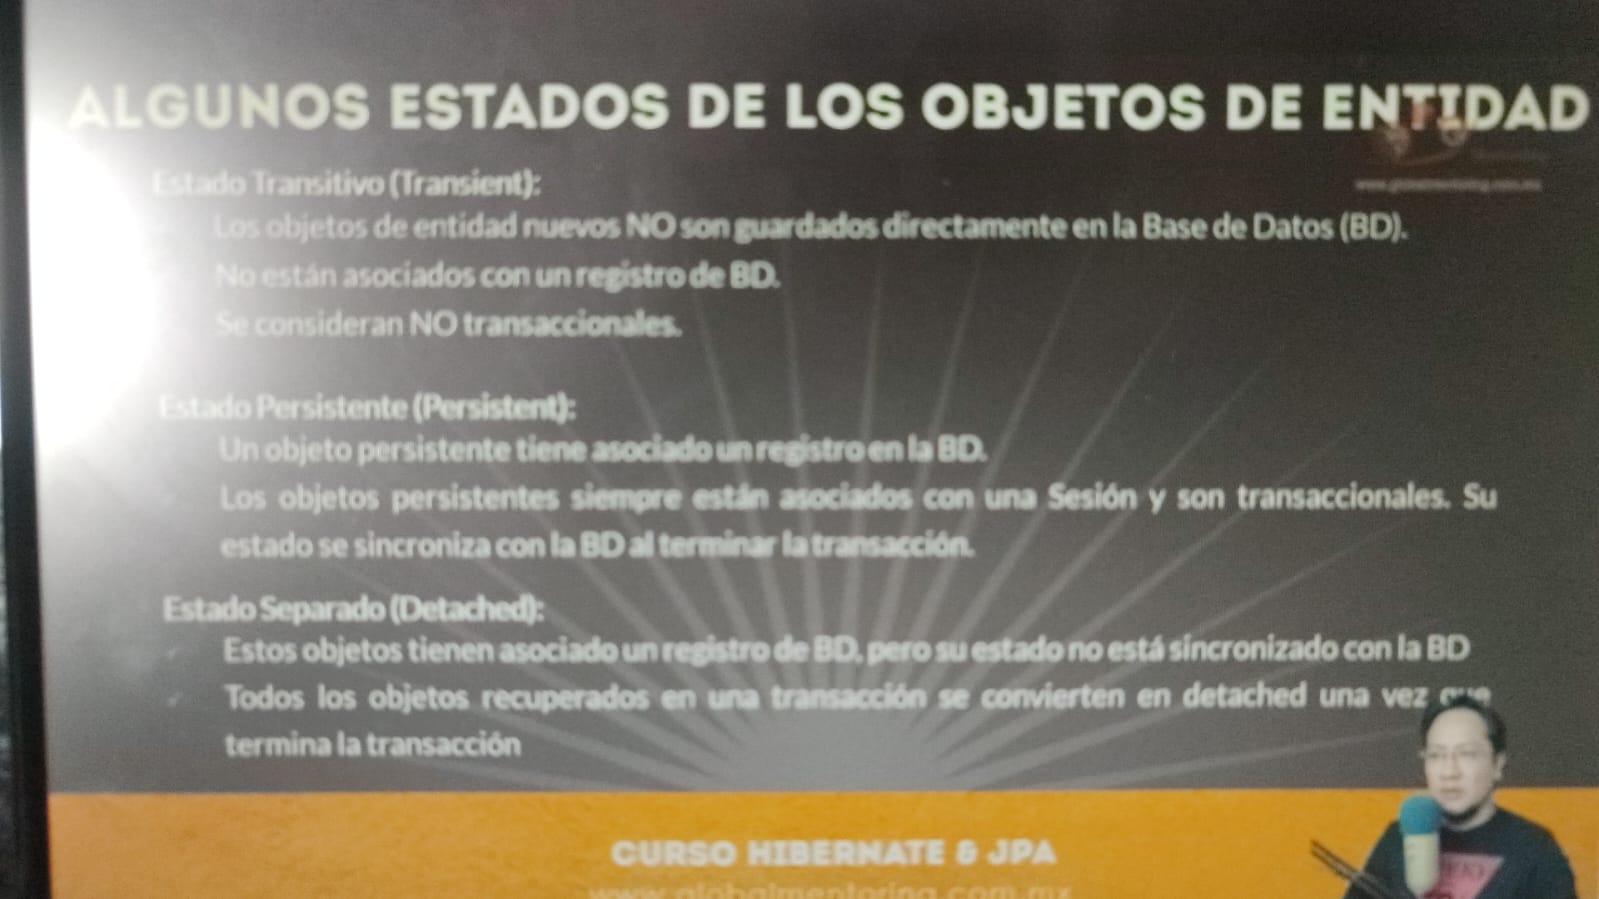 ALGUNOS ESTADOS DE LOS OBJETOS DE ENTIDAD
www.globalmentoring.com.mx
Estado Transitivo (Transient):
Los objetos de entidad nuevos NO son guardados directamente en la Base de Datos (BD).
No están asociados con un registro de BD.
Se consideran NO transaccionales.
Estado Persistente (Persistent):
Un objeto persistente tiene asociado un registro en la BD.
Los objetos persistentes siempre están asociados con una Sesión y son transaccionales. Su
estado se sincroniza con la BD al terminar la transacción.
Estado Separado (Detached):
Estos objetos tienen asociado un registro de BD, pero su estado no está sincronizado con la BD
Todos los objetos recuperados en una transacción se convierten en detached una vez que
termina la transacción
CURSO HIBERNATE & JPA
www.globalmentoring.com.mx